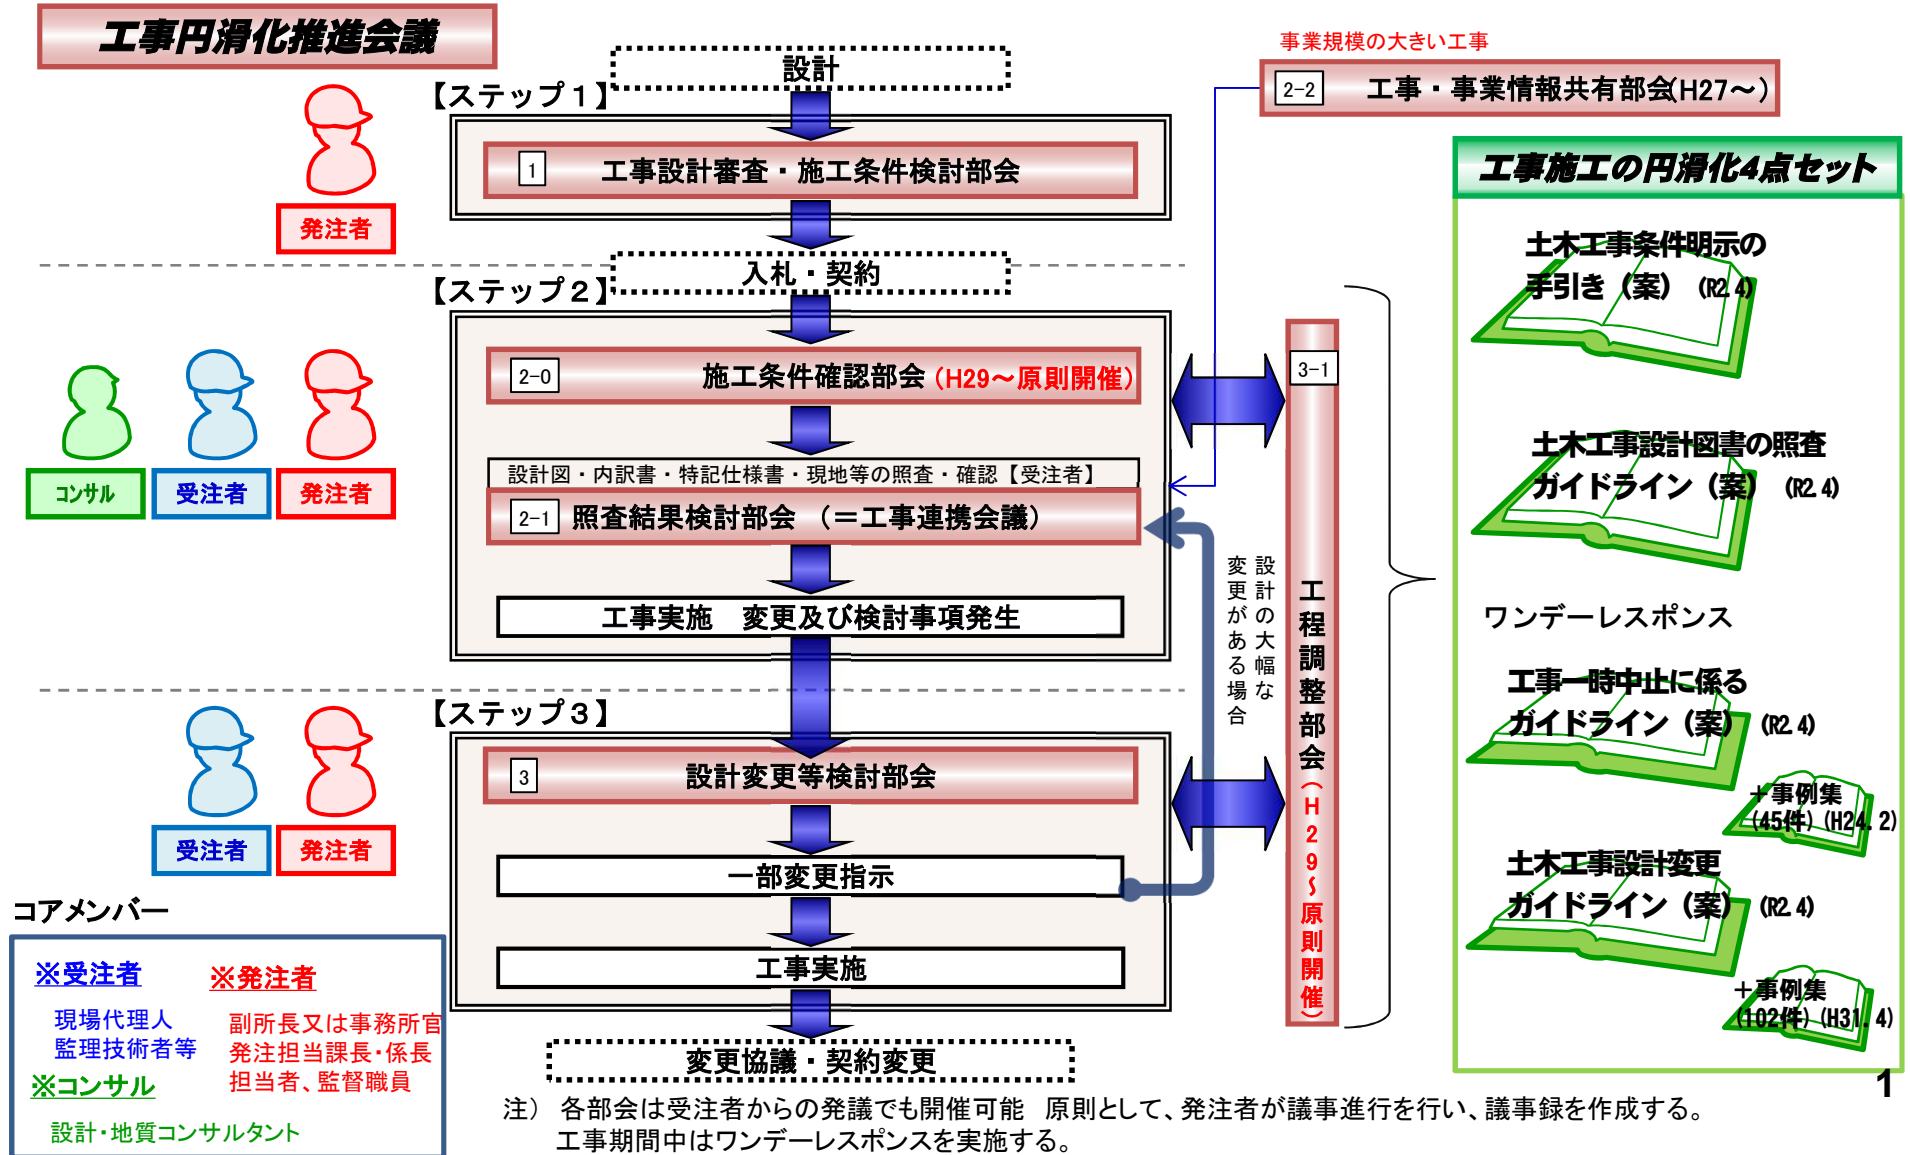 工事円滑化推進会議
設計
【ステップ1】
1 工事設計審査・施工条件検討部会
発注者
入札・契約
【ステップ2】
2-0 施工条件確認部会(H29~原則開催)
設計図・内訳書・特記仕様書・現地等の照査・確認【受注者】
2-1 照査結果検討部会 (=工事連携会議)
工事実施 変更及び検討事項発生
コンサル
受注者
発注者
【ステップ3】
3 設計変更等検討部会
一部変更指示
工事実施
受注者
発注者
変更協議・契約変更
事業規模の大きい工事
2-2 工事・事業情報共有部会(H27~)
3-1
工程調整部会(H29~原則開催)
設計の大幅な
変更がある場合
工事施工の円滑化4点セット
土木工事条件明示の
手引き(案) (R2.4)
土木工事設計図書の照査
ガイドライン(案) (R2.4)
ワンデーレスポンス
工事一時中止に係る
ガイドライン(案) (R2.4)
+事例集
(45件)(H24.2)
土木工事設計変更
ガイドライン(案) (R2.4)
+事例集
(102件)(H31.4)
コアメンバー
※受注者
現場代理人
監理技術者等
※コンサル
設計・地質コンサルタント
※発注者
副所長又は事務所官
発注担当課長・係長
担当者、監督職員
注) 各部会は受注者からの発議でも開催可能 原則として、発注者が議事進行を行い、議事録を作成する。
工事期間中はワンデーレスポンスを実施する。
1